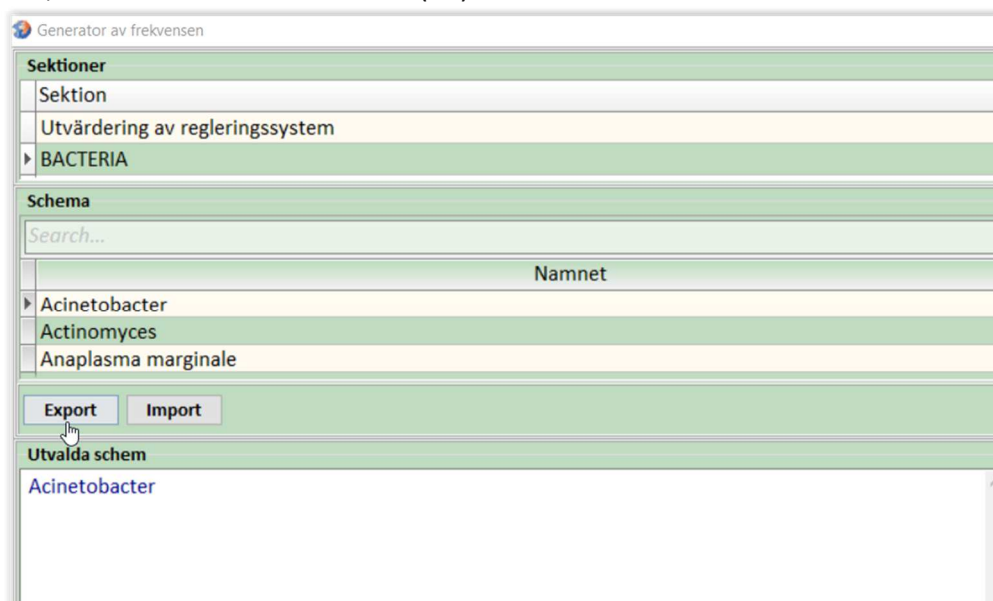 Generator av frekvensen
Sektioner
Sektion
Utvärdering av regleringssystem
BACTERIA
Schema
Search...
Namnet
Acinetobacter
Actinomyces
Anaplasma marginale
Export Import
Utvalda schem
Acinetobacter